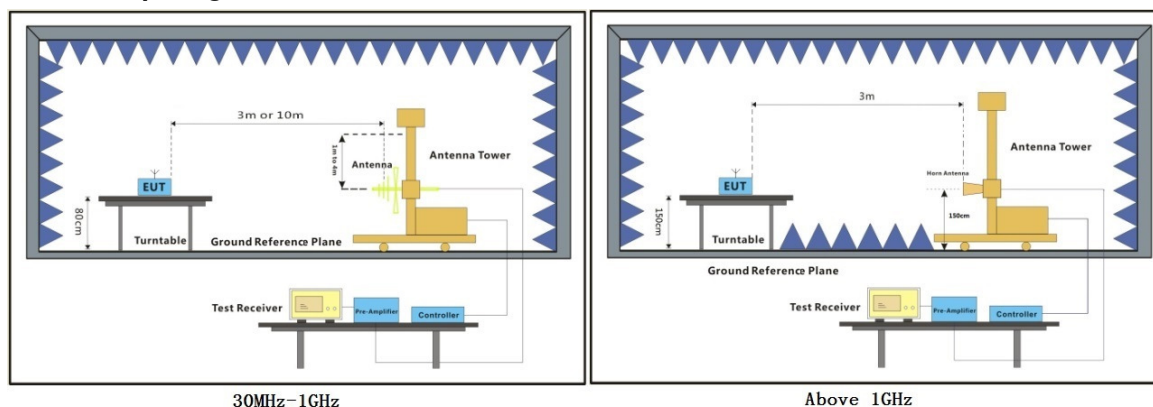 3m or 10m
1m to 4m
Antenna
Antenna Tower
EUT
80cm
Turntable
Ground Reference Plane
Test Receiver
Pre-Amplifier
Controller
30MHz-1GHz
3m
Antenna Tower
Horn Antenna
EUT
150cm
150cm
Turntable
Ground Reference Plane
Test Receiver
Pre-Amplifier
Controller
Above 1GHz